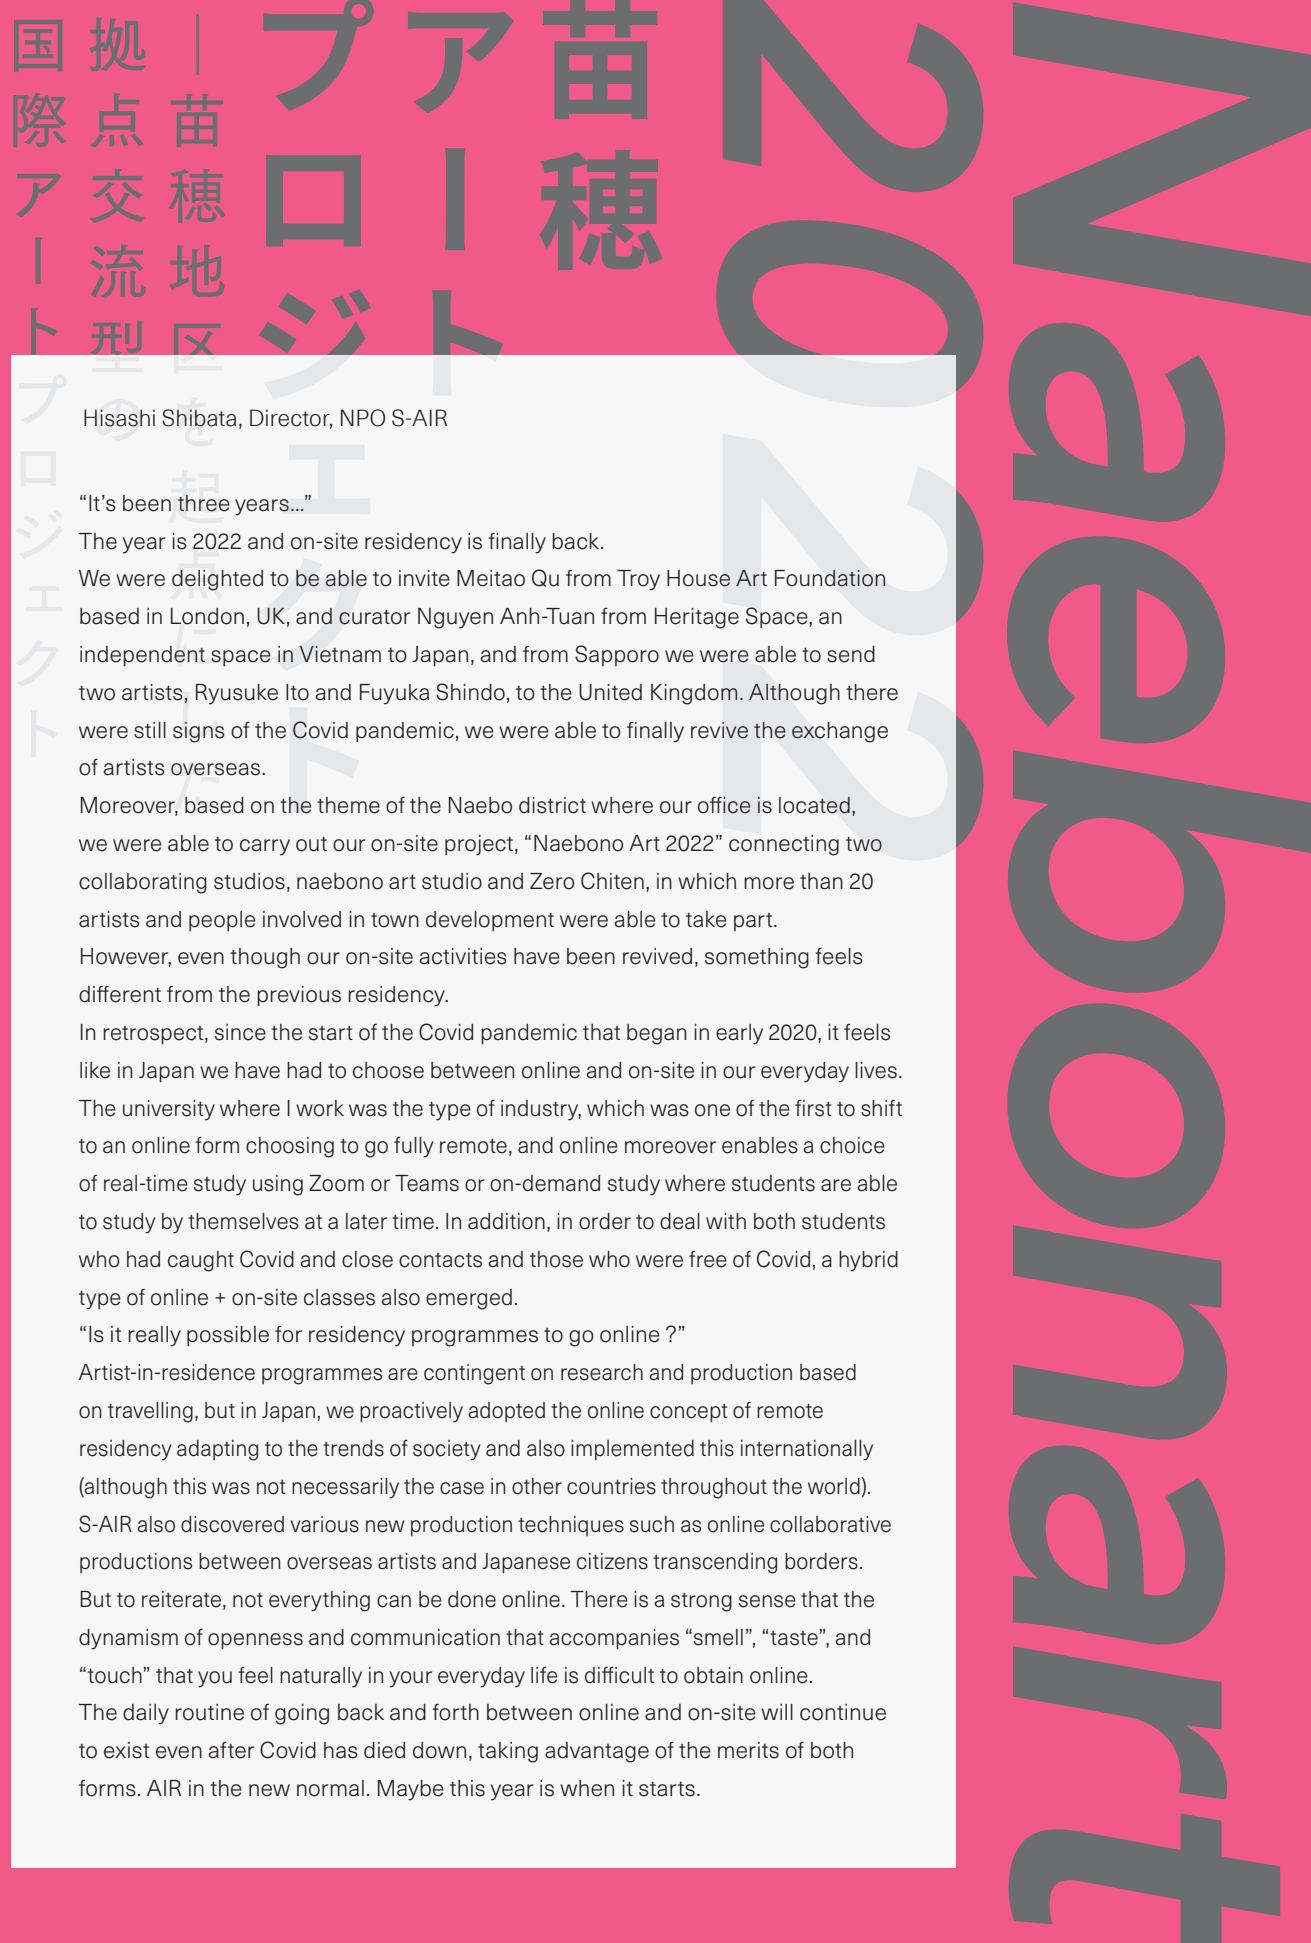 Naebonoart
2022
苗穂
アート
プロジェクト
―苗穂地区を起点にした
拠点交流型の
国際アートプロジェクト
Hisashi Shibata, Director, NPO S-AIR
“It’s been three years...”
The year is 2022 and on-site residency is finally back.
We were delighted to be able to invite Meitao Qu from Troy House Art Foundation
based in London, UK, and curator Nguyen Anh-Tuan from Heritage Space, an
independent space in Vietnam to Japan, and from Sapporo we were able to send
two artists, Ryusuke Ito and Fuyuka Shindo, to the United Kingdom. Although there
were still signs of the Covid pandemic, we were able to finally revive the exchange
of artists overseas.
Moreover, based on the theme of the Naebo district where our office is located,
we were able to carry out our on-site project, “Naebono Art 2022” connecting two
collaborating studios, naebono art studio and Zero Chiten, in which more than 20
artists and people involved in town development were able to take part.
However, even though our on-site activities have been revived, something feels
different from the previous residency.
In retrospect, since the start of the Covid pandemic that began in early 2020, it feels
like in Japan we have had to choose between online and on-site in our everyday lives.
The university where I work was the type of industry, which was one of the first to shift
to an online form choosing to go fully remote, and online moreover enables a choice
of real-time study using Zoom or Teams or on-demand study where students are able
to study by themselves at a later time. In addition, in order to deal with both students
who had caught Covid and close contacts and those who were free of Covid, a hybrid
type of online + on-site classes also emerged.
“Is it really possible for residency programmes to go online ?”
Artist-in-residence programmes are contingent on research and production based
on travelling, but in Japan, we proactively adopted the online concept of remote
residency adapting to the trends of society and also implemented this internationally
(although this was not necessarily the case in other countries throughout the world).
S-AIR also discovered various new production techniques such as online collaborative
productions between overseas artists and Japanese citizens transcending borders.
But to reiterate, not everything can be done online. There is a strong sense that the
dynamism of openness and communication that accompanies “smell”, “taste”, and
“touch” that you feel naturally in your everyday life is difficult to obtain online.
The daily routine of going back and forth between online and on-site will continue
to exist even after Covid has died down, taking advantage of the merits of both
forms. AIR in the new normal. Maybe this year is when it starts.